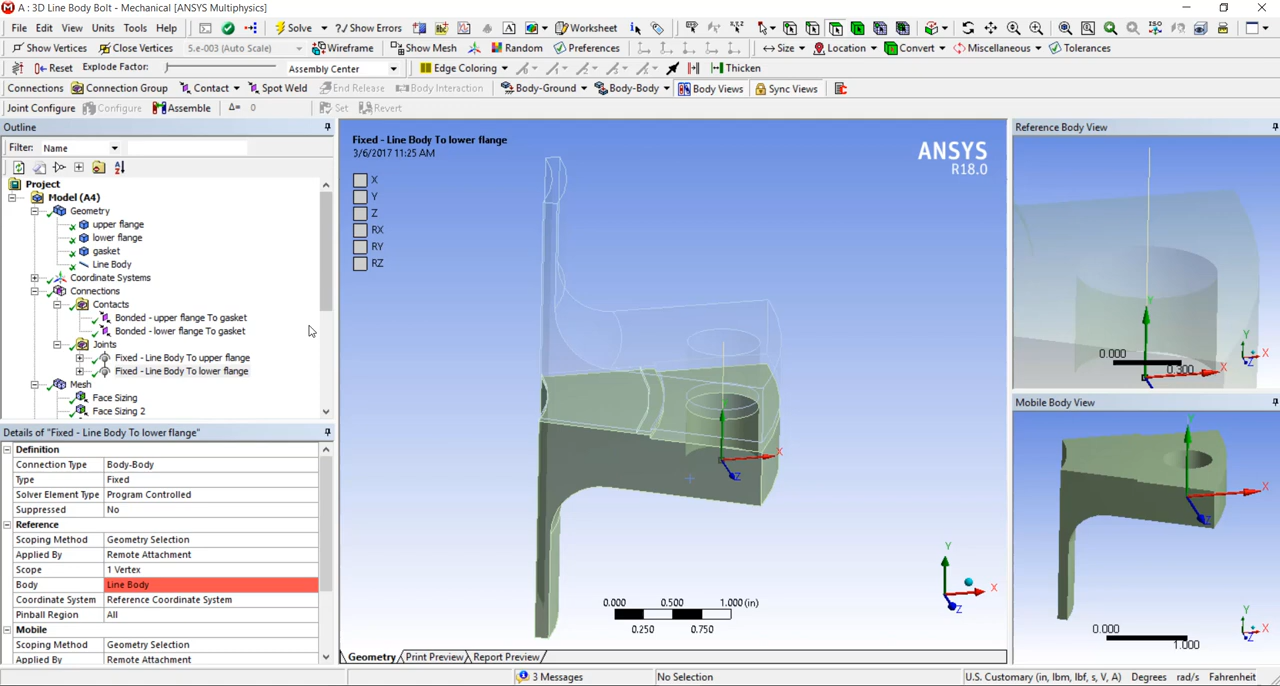 A : 3D Line Body Bolt - Mechanical [ANSYS Multiphysics]
File Edit View Units Tools Help Solve ?/Show Errors Worksheet
Show Vertices Close Vertices 5.e-003 (Auto Scale) Wireframe Show Mesh Random Preferences Size Location Convert Miscellaneous Tolerances
Reset Explode Factor: Assembly Center Edge Coloring Thicken
Connections Connection Group Contact Spot Weld End Release Body Interaction Body-Ground Body-Body Body Views Sync Views
Joint Configure Configure Assemble Δ= 0 Set Revert
Outline
Filter: Name
Project
Model (A4)
Geometry
upper flange
lower flange
gasket
Line Body
Coordinate Systems
Connections
Contacts
Bonded - upper flange To gasket
Bonded - lower flange To gasket
Joints
Fixed - Line Body To upper flange
Fixed - Line Body To lower flange
Mesh
Face Sizing
Face Sizing 2
Details of "Fixed - Line Body To lower flange"
Definition
Connection Type Body-Body
Type Fixed
Solver Element Type Program Controlled
Suppressed No
Reference
Scoping Method Geometry Selection
Applied By Remote Attachment
Scope 1 Vertex
Body Line Body
Coordinate System Reference Coordinate System
Pinball Region All
Mobile
Scoping Method Geometry Selection
Applied By Remote Attachment
Fixed - Line Body To lower flange
3/6/2017 11:25 AM
X
Y
Z
RX
RY
RZ
ANSYS
R18.0
X
Z
Y
X
Z
0.000 0.500 1.000 (in)
0.250 0.750
Geometry Print Preview Report Preview
Reference Body View
Y
X
0.000
0.300
Y
X
Z
Mobile Body View
Y
X
Z
0.000
1.000
Y
X
Z
3 Messages No Selection U.S. Customary (in, lbm, lbf, s, V, A) Degrees rad/s Fahrenheit